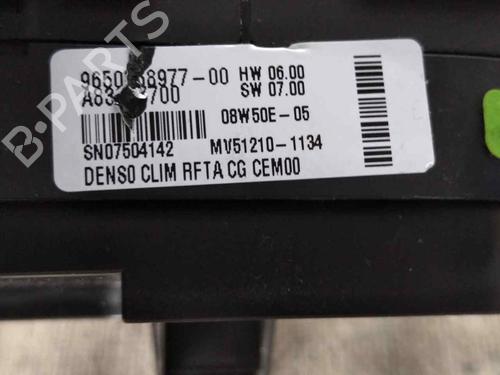 HW 06.00
SW 07.00
08W50E-05
SN07504142 MV51210-1134
DENSO CLIM RFTA CG CEM00
B-PARTS